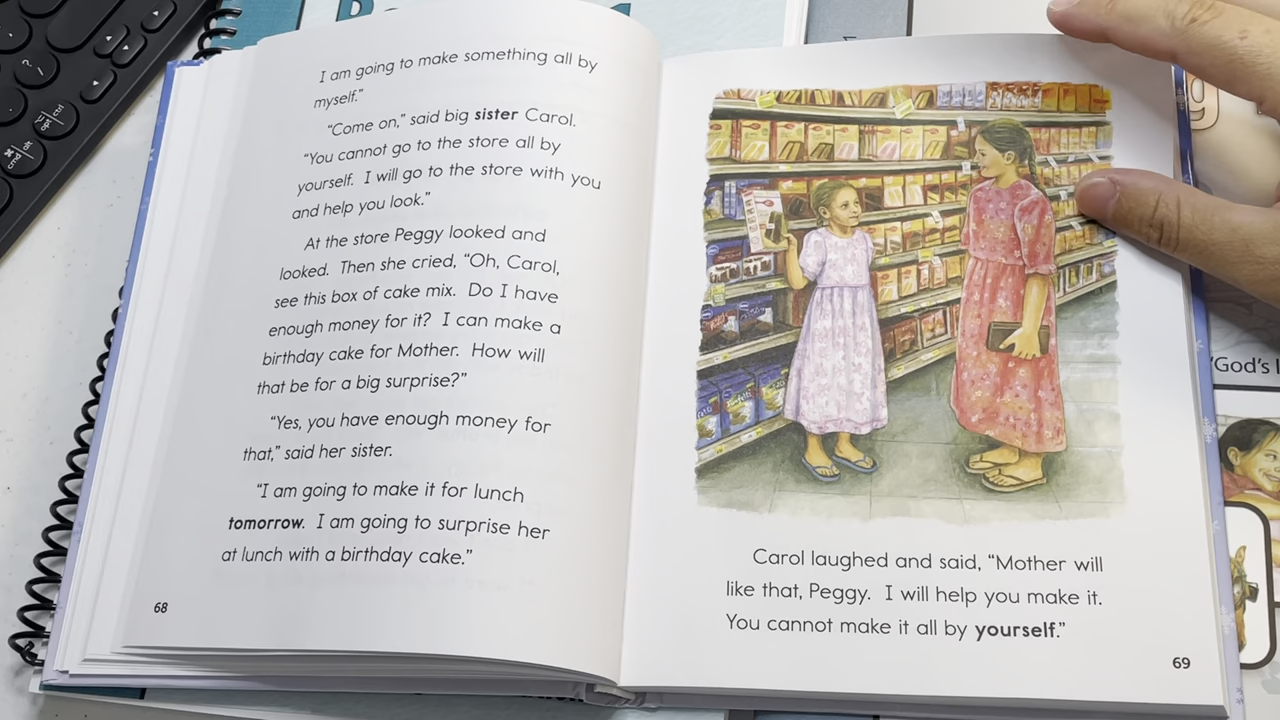 I am going to make something all by
myself.”
“Come on,” said big sister Carol.
“You cannot go to the store all by
yourself. I will go to the store with you
and help you look.”
At the store Peggy looked and
looked. Then she cried, “Oh, Carol,
see this box of cake mix. Do I have
enough money for it? I can make a
birthday cake for Mother. How will
that be for a big surprise?”
“Yes, you have enough money for
that,” said her sister.
“I am going to make it for lunch
tomorrow. I am going to surprise her
at lunch with a birthday cake.”
68
Carol laughed and said, “Mother will
like that, Peggy. I will help you make it.
You cannot make it all by yourself.”
69
“God's